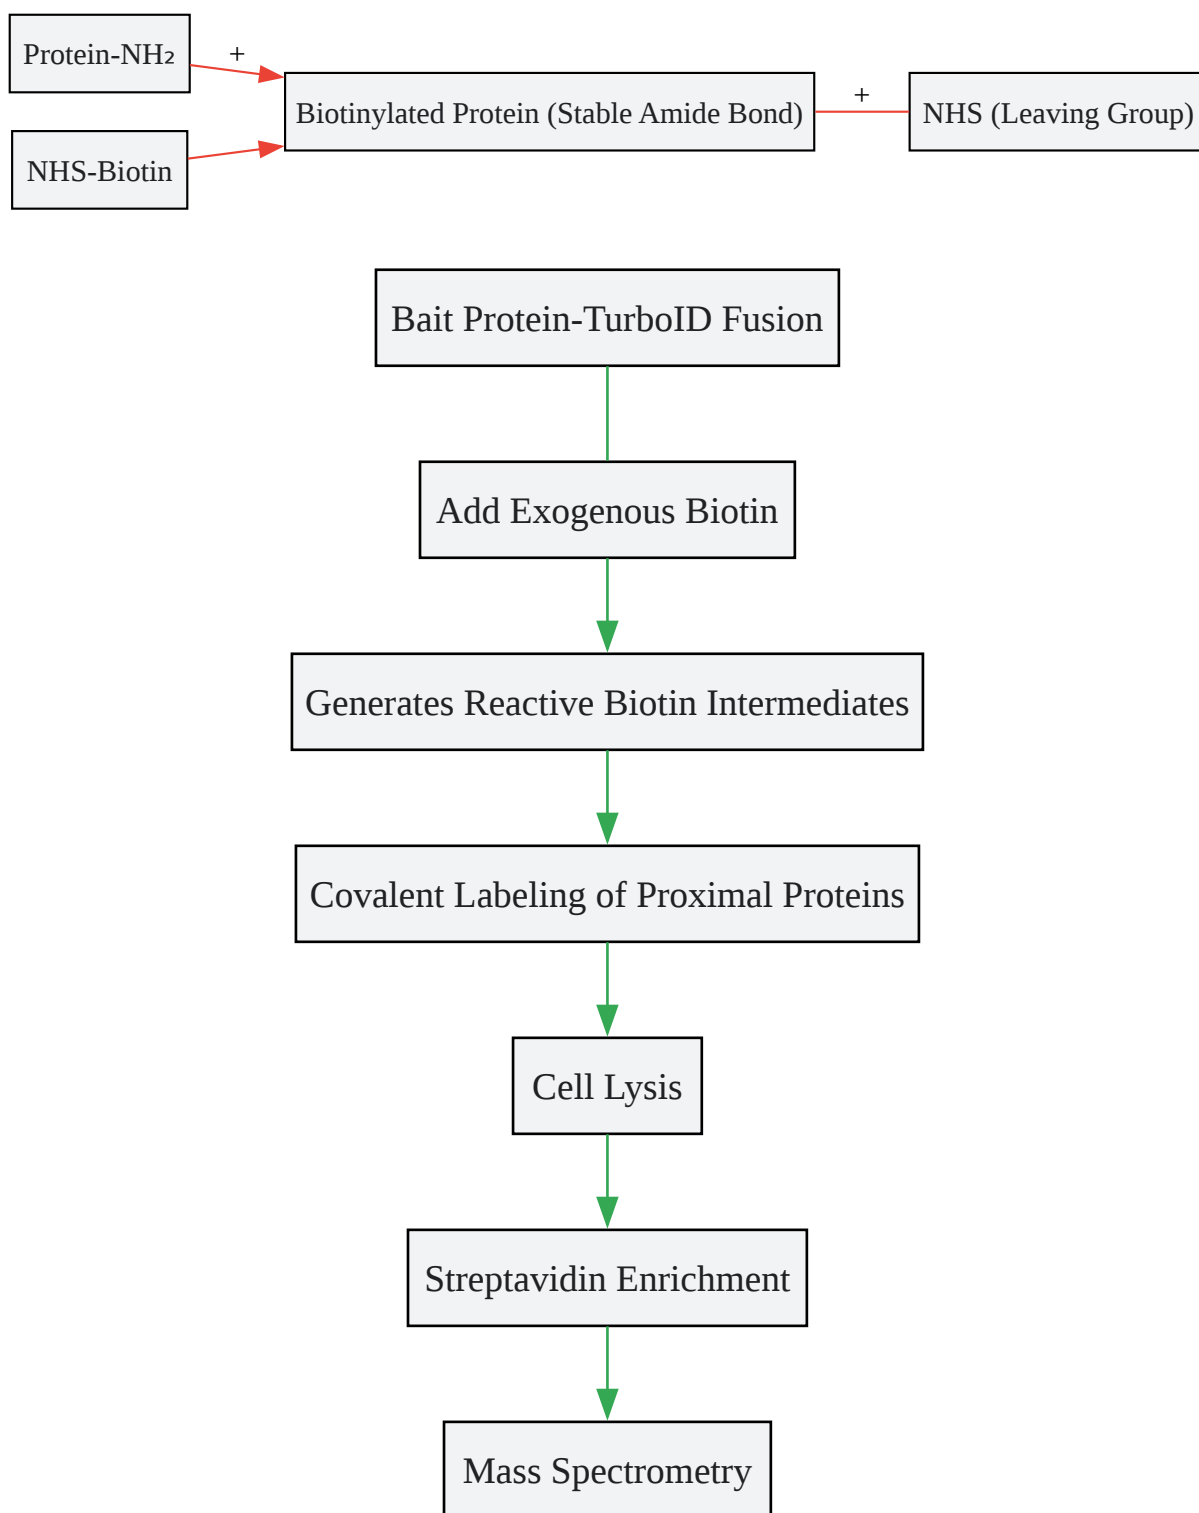 Protein-NH₂
+
NHS-Biotin
Biotinylated Protein (Stable Amide Bond)
+
NHS (Leaving Group)
Bait Protein-TurboID Fusion
Add Exogenous Biotin
Generates Reactive Biotin Intermediates
Covalent Labeling of Proximal Proteins
Cell Lysis
Streptavidin Enrichment
Mass Spectrometry